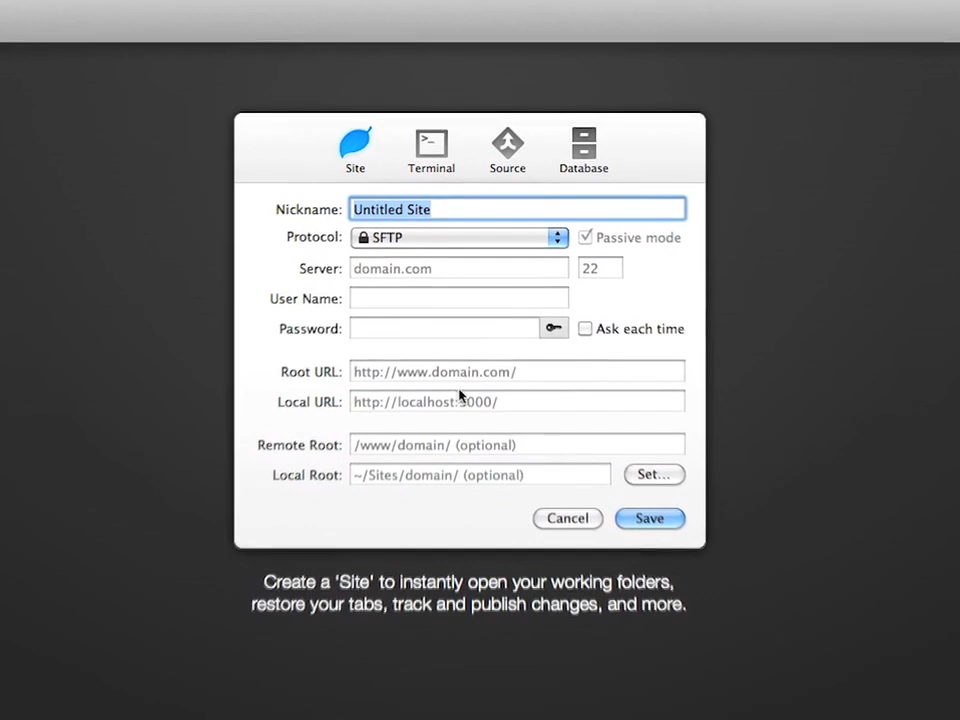 Site Terminal Source Database
Nickname: Untitled Site
Protocol: SFTP Passive mode
Server: domain.com 22
User Name:
Password: Ask each time
Root URL: http://www.domain.com/
Local URL: http://localhost:3000/
Remote Root: /www/domain/ (optional)
Local Root: ~/Sites/domain/ (optional) Set...
Cancel Save
Create a 'Site' to instantly open your working folders,
restore your tabs, track and publish changes, and more.